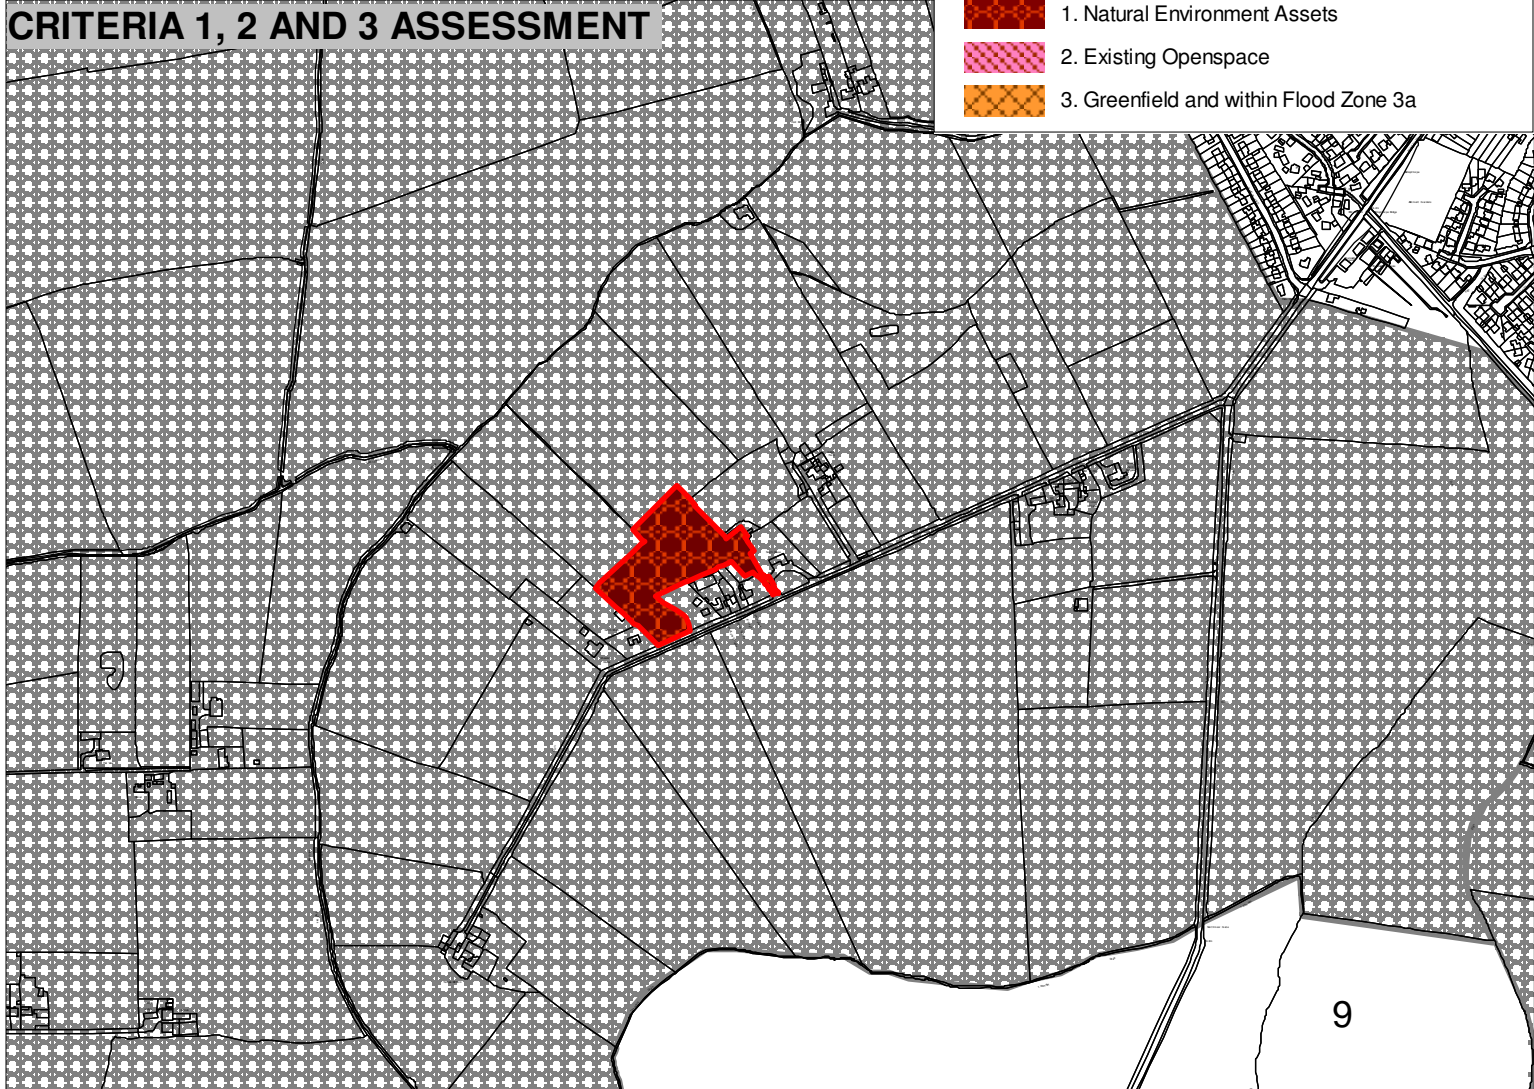 CRITERIA 1, 2 AND 3 ASSESSMENT
1. Natural Environment Assets
2. Existing Openspace
3. Greenfield and within Flood Zone 3a
9